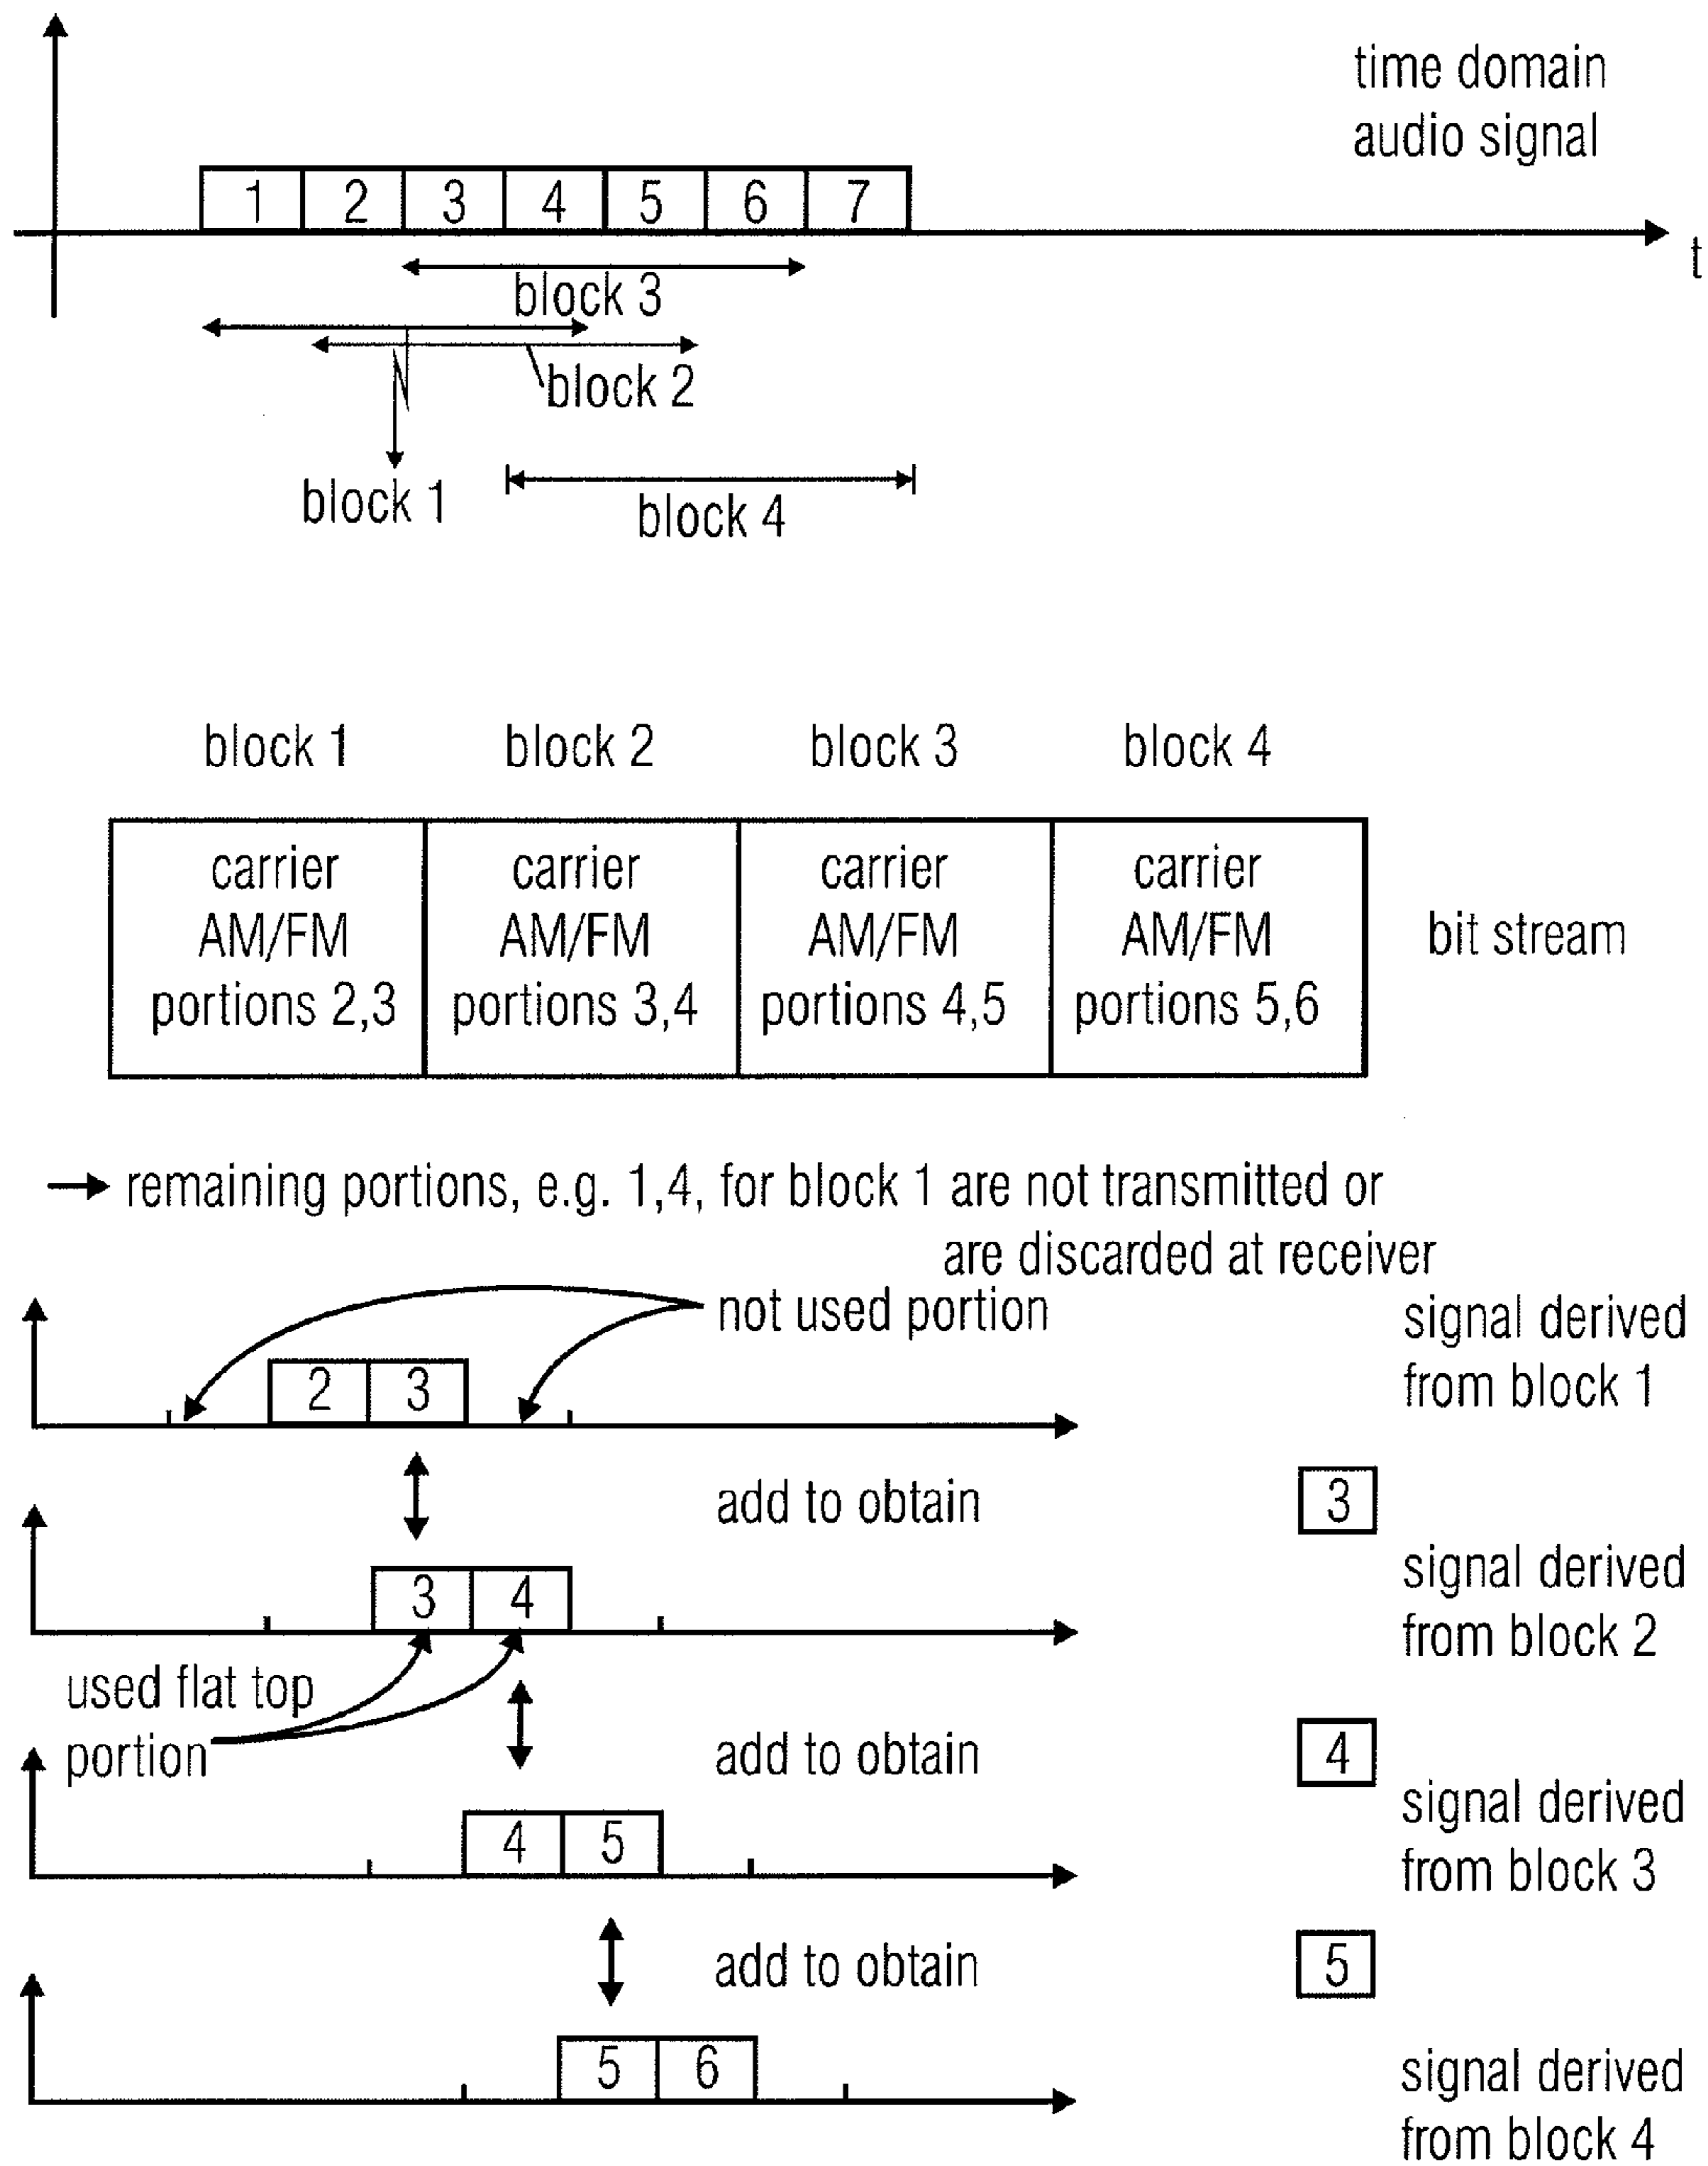 time domain
audio signal
1 2 3 4 5 6 7
t
block 3
block 2
block 1
block 4
block 1 block 2 block 3 block 4
carrier carrier carrier carrier
AM/FM AM/FM AM/FM AM/FM bit stream
portions 2,3 portions 3,4 portions 4,5 portions 5,6
remaining portions, e.g. 1,4, for block 1 are not transmitted or
are discarded at receiver
not used portion
signal derived
from block 1
2 3
add to obtain 3
signal derived
from block 2
3 4
used flat top
portion
add to obtain 4
signal derived
from block 3
4 5
add to obtain 5
5 6
signal derived
from block 4